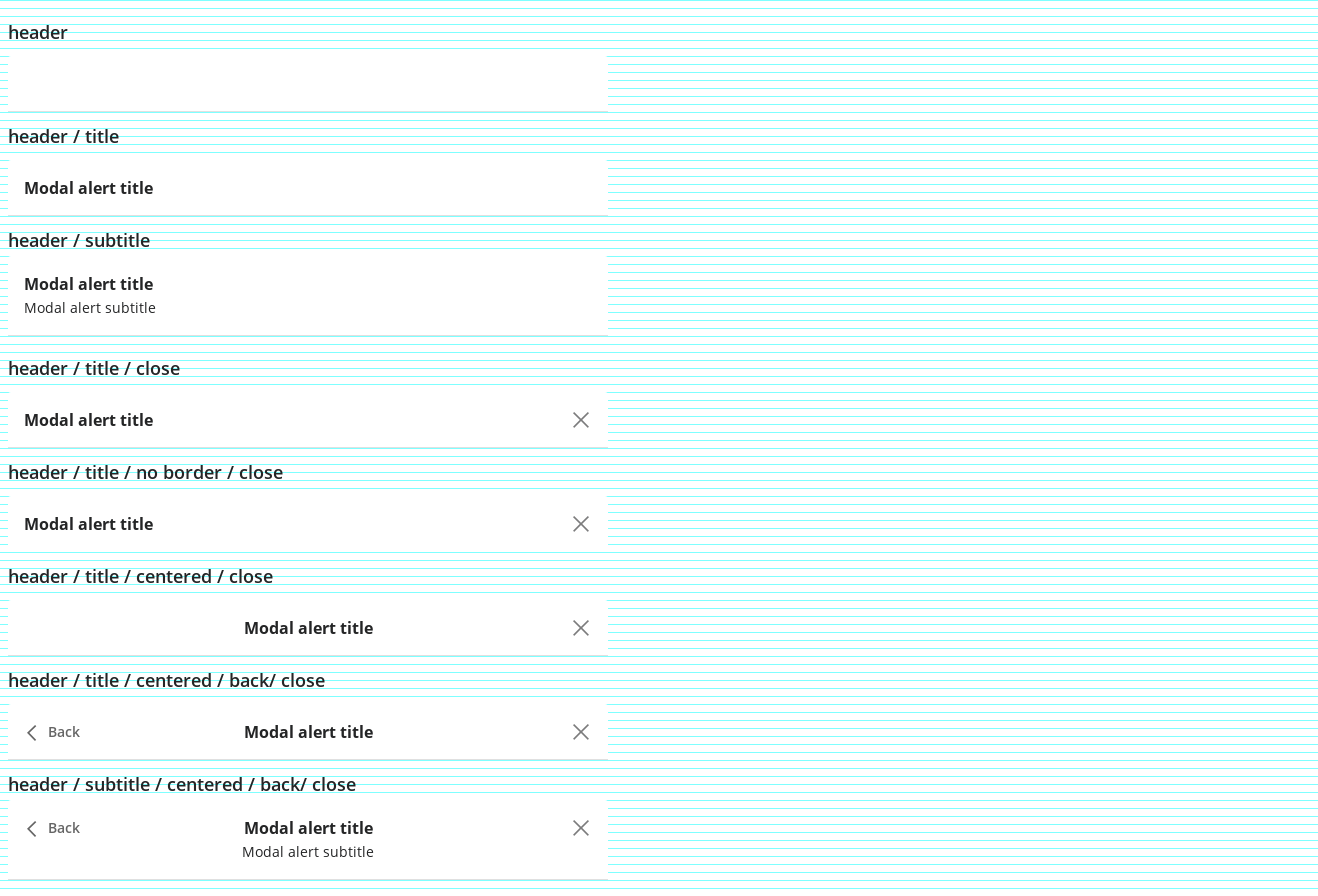 header
header / title
Modal alert title
header / subtitle
Modal alert title
Modal alert subtitle
header / title / close
Modal alert title
header / title / no border / close
Modal alert title
header / title / centered / close
Modal alert title
header / title / centered / back/ close
Back Modal alert title
header / subtitle / centered / back/ close
Back Modal alert title
Modal alert subtitle